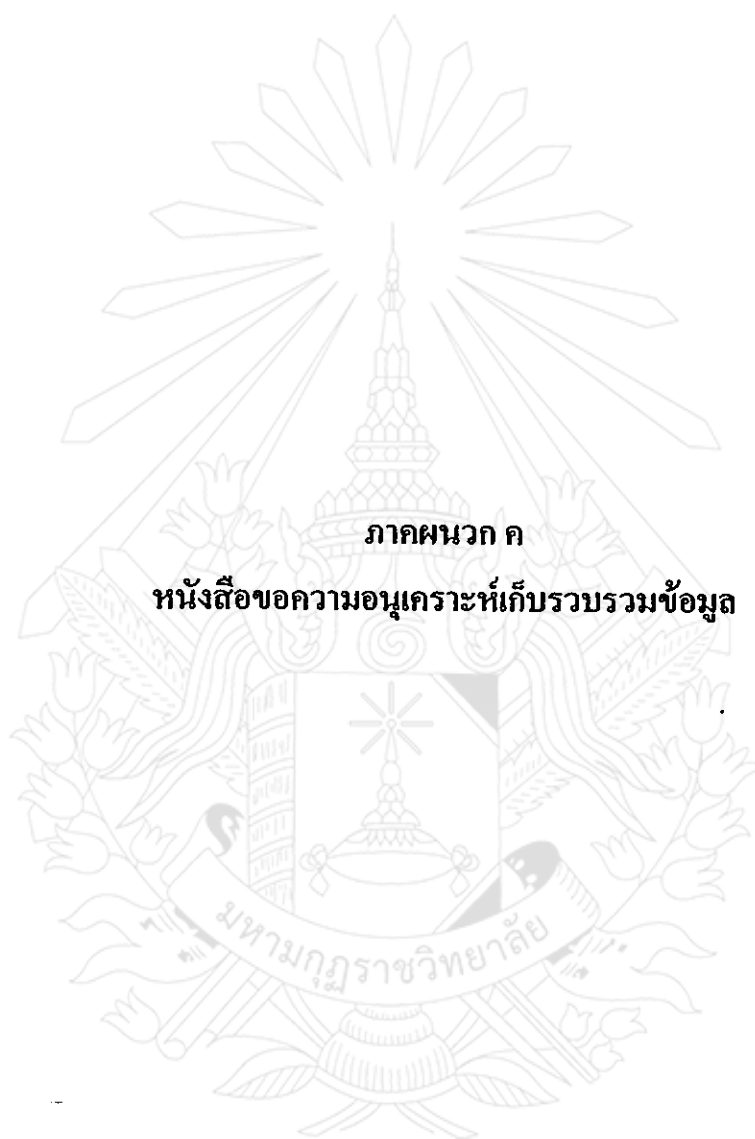 ภาคผนวก ค
หนังสือขอความอนุเคราะห์เก็บรวบรวมข้อมูล
มหามกุฏราชวิทยาลัย